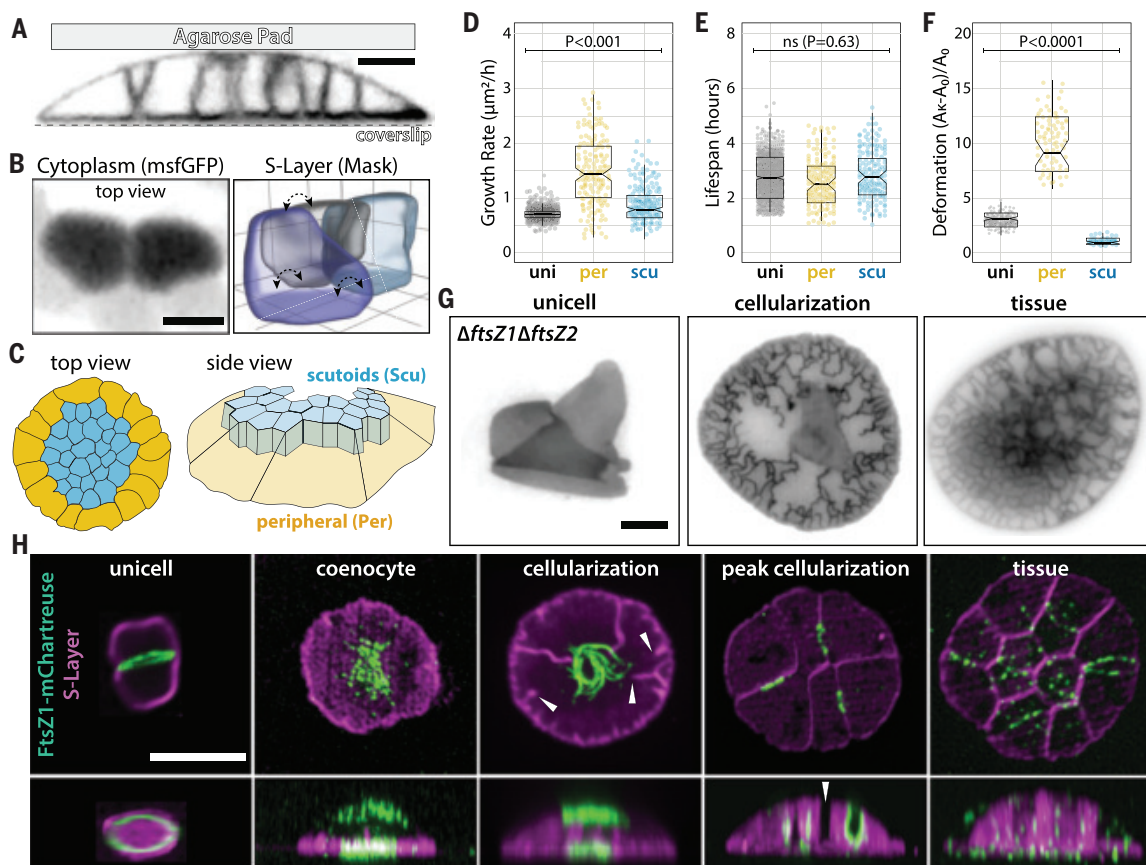 A
Agarose Pad
coverslip
B
Cytoplasm (msfGFP)
top view
S-Layer (Mask)
C
top view
side view
scutoids (Scu)
peripheral (Per)
D
Growth Rate (μm²/h)
4
3
2
1
0
P<0.001
uni
per
scu
E
Lifespan (hours)
8
6
4
2
0
ns (P=0.63)
uni
per
scu
F
Deformation (Aκ-A₀)/A₀
20
15
10
5
0
P<0.0001
uni
per
scu
G
unicell
cellularization
tissue
ΔftsZ1ΔftsZ2
H
FtsZ1-mChartreuse
S-Layer
unicell
coenocyte
cellularization
peak cellularization
tissue